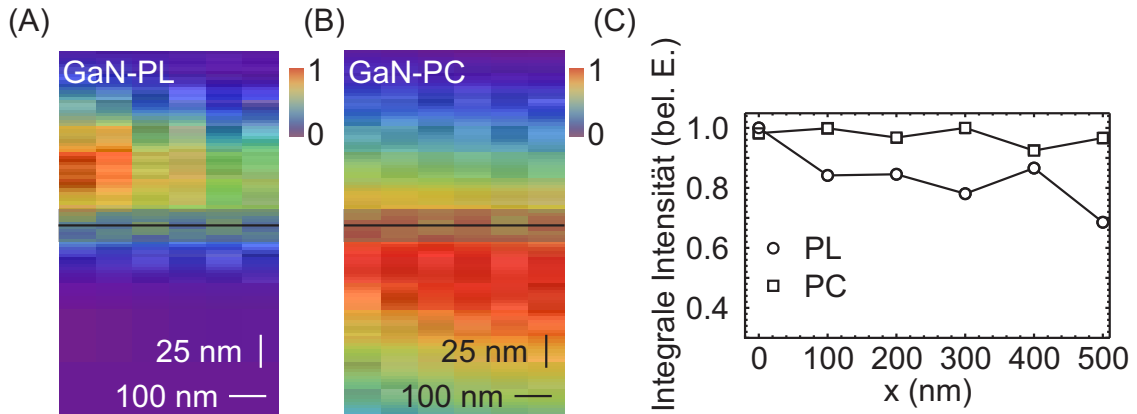 (A)
GaN-PL
1
0
25 nm
100 nm
(B)
GaN-PC
1
0
25 nm
100 nm
(C)
Integrale Intensität (bel. E.)
1.0
0.8
0.6
0.4
PL
PC
0 100 200 300 400 500
x (nm)